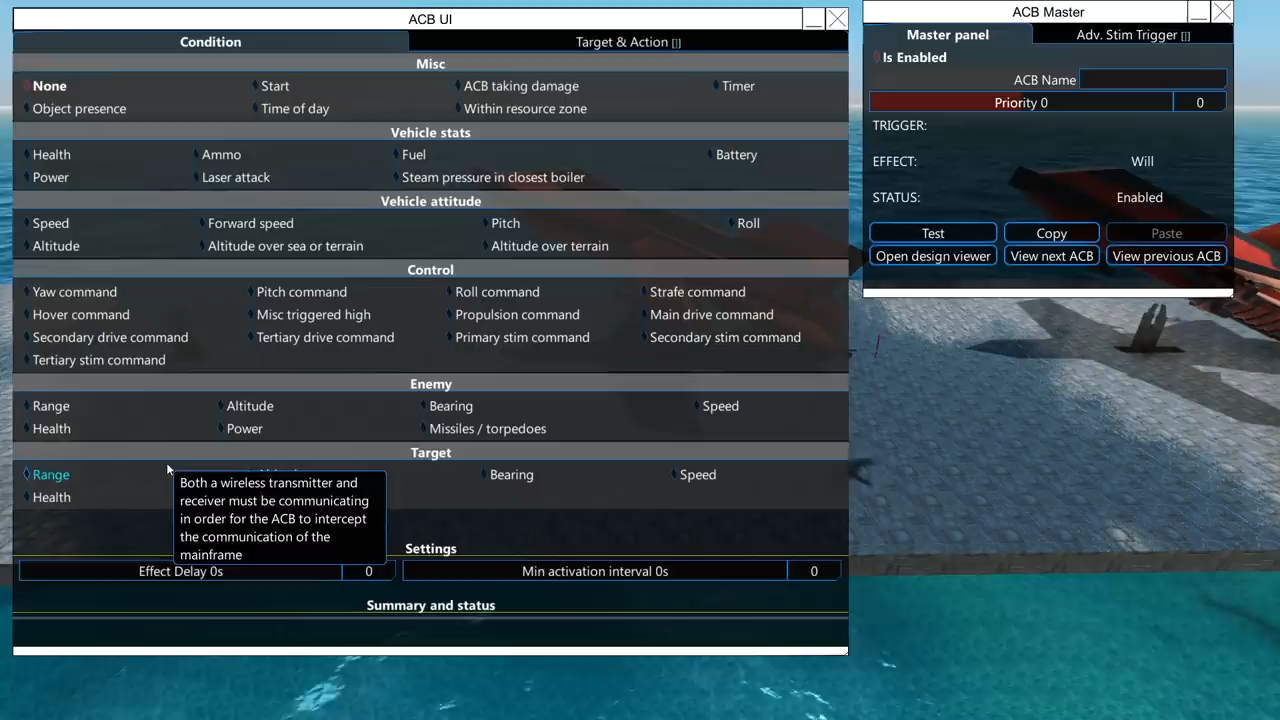 ACB UI
Condition
Target & Action []
Misc
None Start ACB taking damage Timer
Object presence Time of day Within resource zone
Vehicle stats
Health Ammo Fuel Battery
Power Laser attack Steam pressure in closest boiler
Vehicle attitude
Speed Forward speed Pitch Roll
Altitude Altitude over sea or terrain Altitude over terrain
Control
Yaw command Pitch command Roll command Strafe command
Hover command Misc triggered high Propulsion command Main drive command
Secondary drive command Tertiary drive command Primary stim command Secondary stim command
Tertiary stim command
Enemy
Range Altitude Bearing Speed
Health Power Missiles / torpedoes
Target
Range Bearing Speed
Health
Both a wireless transmitter and
receiver must be communicating
in order for the ACB to intercept
the communication of the
mainframe
Settings
Effect Delay 0s 0 Min activation interval 0s 0
Summary and status
ACB Master
Master panel
Adv. Stim Trigger []
Is Enabled
ACB Name
Priority 0 0
TRIGGER:
EFFECT: Will
STATUS: Enabled
Test Copy Paste
Open design viewer View next ACB View previous ACB